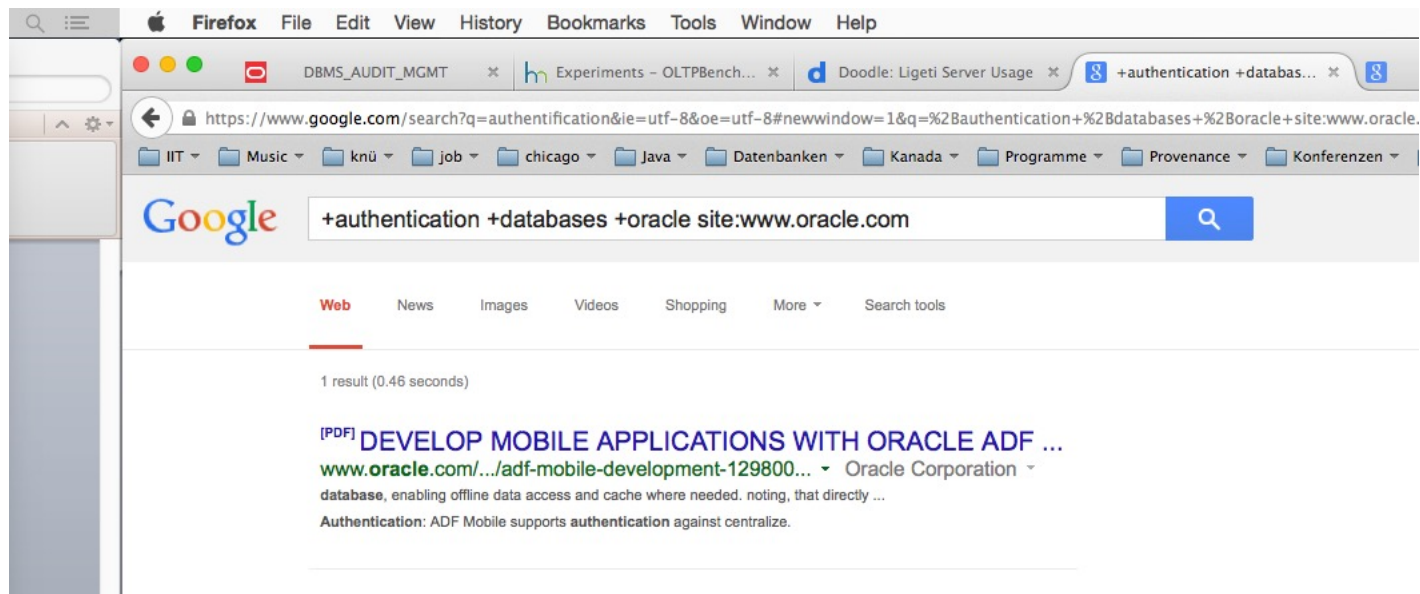 Firefox File Edit View History Bookmarks Tools Window Help
DBMS_AUDIT_MGMT
Experiments – OLTPBench...
Doodle: Ligeti Server Usage
+authentication +databas...
8
https://www.google.com/search?q=authentification&ie=utf-8&oe=utf-8#newwindow=1&q=%2Bauthentication+%2Bdatabases+%2Boracle+site:www.oracle.
IIT Music knü job chicago Java Datenbanken Kanada Programme Provenance Konferenzen
Google
+authentication +databases +oracle site:www.oracle.com
Web News Images Videos Shopping More Search tools
1 result (0.46 seconds)
[PDF] DEVELOP MOBILE APPLICATIONS WITH ORACLE ADF ...
www.oracle.com/.../adf-mobile-development-129800... Oracle Corporation
database, enabling offline data access and cache where needed. noting, that directly ...
Authentication: ADF Mobile supports authentication against centralize.